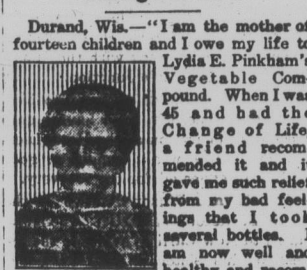 Durand, Wis.—"I am the mother of
fourteen children and I owe my life to
Lydia E. Pinkham's
Vegetable Com-
pound. When I was
45 and had the
Change of Life,
a friend recom-
mended it and it
gave me such relief
from my bad feel-
ings that I took
several bottles. I
am now well and